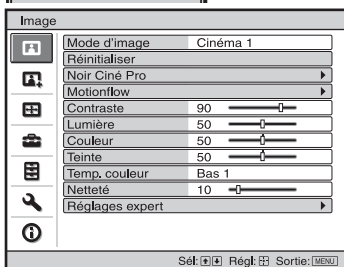 Image
Mode d'image Cinéma 1
Réinitialiser
Noir Ciné Pro
Motionflow
Contraste 90
Lumière 50
Couleur 50
Teinte 50
Temp. couleur Bas 1
Netteté 10
Réglages expert
Sél: Régl: Sortie: MENU